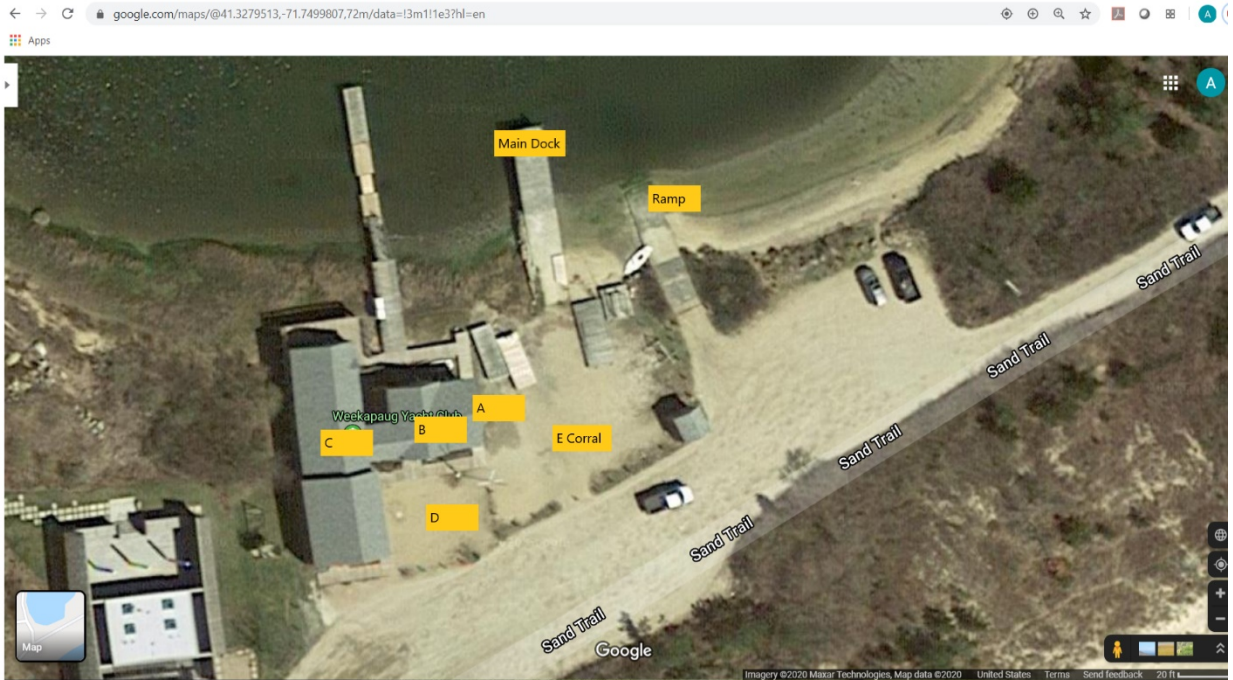 google.com/maps/@41.3279513,-71.7499807,72m/data=!3m1!1e3?hl=en
A
Apps
A
Main Dock
Ramp
Sand Trail
Sand Trail
A
Weekapaug Yacht Club
B
C
E Corral
Sand Trail
D
Sand Trail
Sand Trail
Map
Google
Imagery ©2020 Maxar Technologies, Map data ©2020 United States Terms Send feedback 20 ft